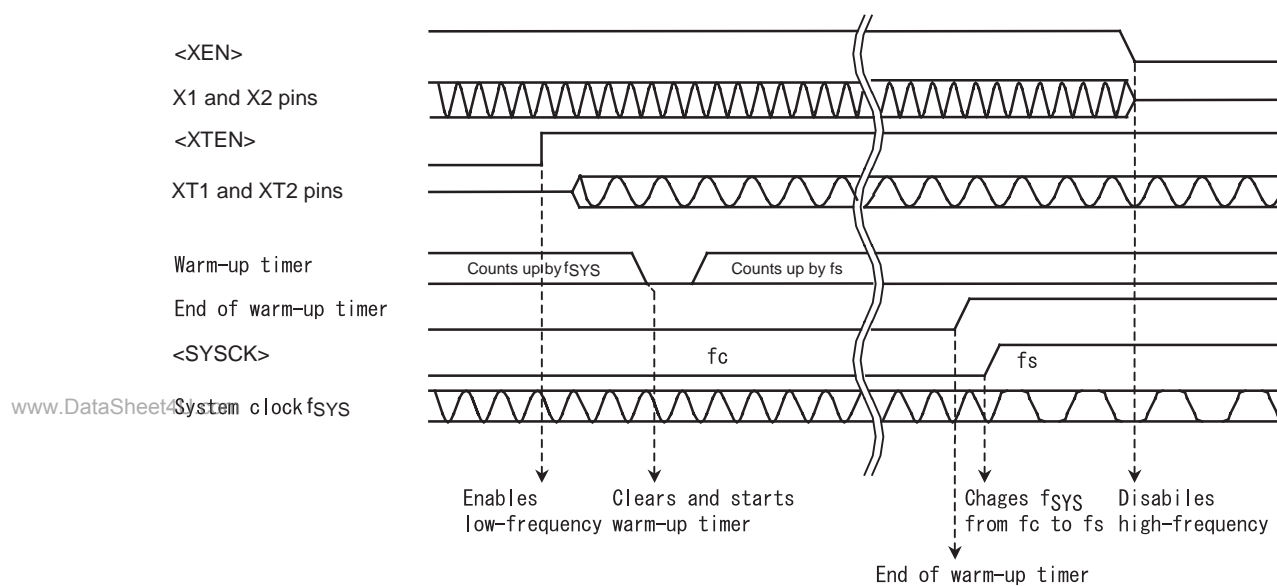 <XEN>
X1 and X2 pins
<XTEN>
XT1 and XT2 pins
Warm-up timer
Counts up by fSYS
Counts up by fs
End of warm-up timer
<SYSCK>
fc
fs
www.DataSheet4U.com
System clock fSYS
Enables
low-frequency
Clears and starts
warm-up timer
Chages fSYS
from fc to fs
Disabiles
high-frequency
End of warm-up timer